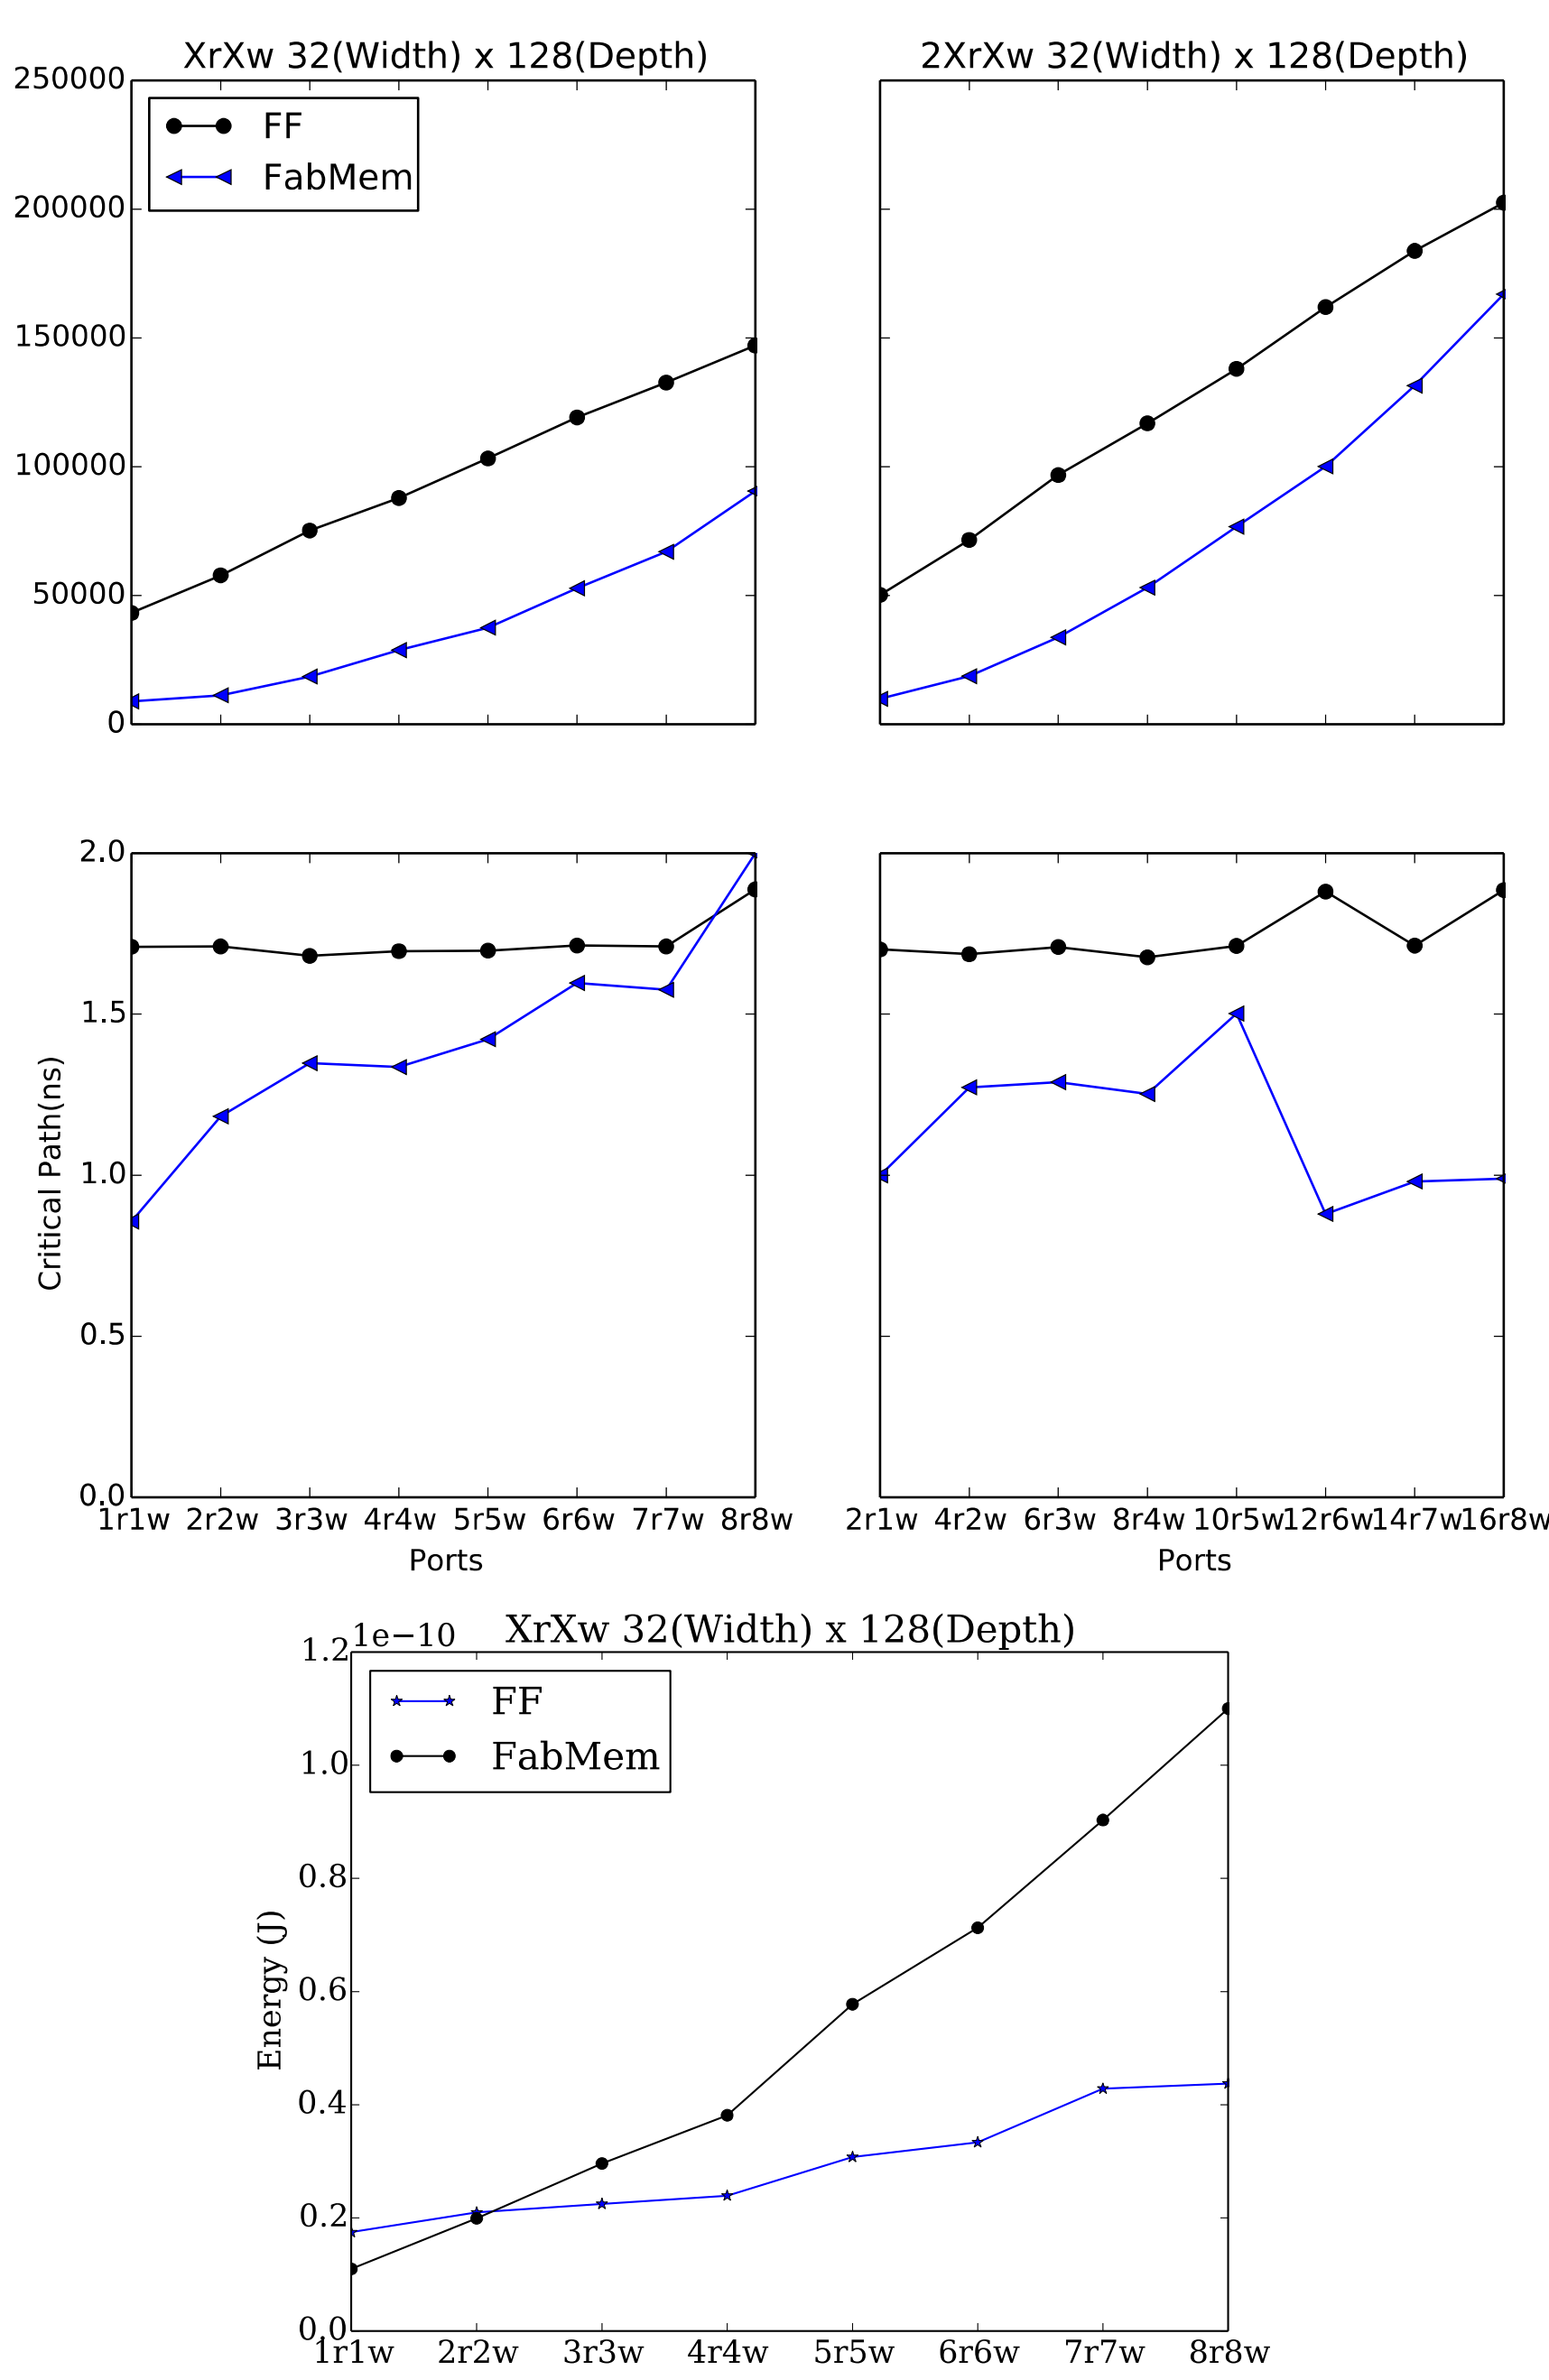 XrXw 32(Width) x 128(Depth)
2XrXw 32(Width) x 128(Depth)
250000
200000
150000
100000
50000
0
FF
FabMem
2.0
1.5
1.0
0.5
0.0
Critical Path(ns)
1r1w 2r2w 3r3w 4r4w 5r5w 6r6w 7r7w 8r8w
Ports
2r1w 4r2w 6r3w 8r4w 10r5w 12r6w 14r7w 16r8w
Ports
XrXw 32(Width) x 128(Depth)
1e−10
1.2
1.0
0.8
0.6
0.4
0.2
0.0
Energy (J)
FF
FabMem
1r1w 2r2w 3r3w 4r4w 5r5w 6r6w 7r7w 8r8w